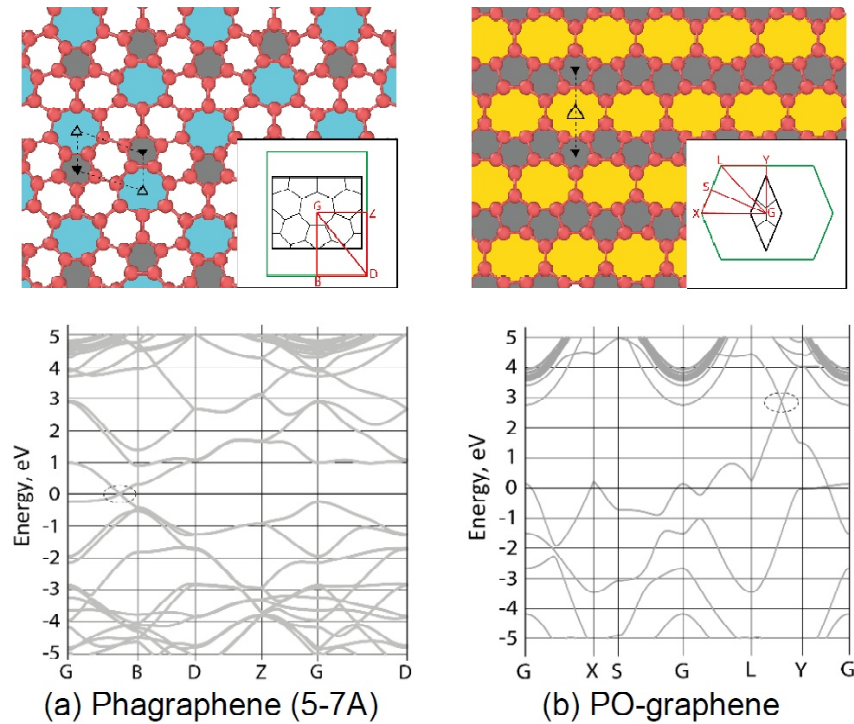 G
Z
B
D
L
Y
S
X
G
5
4
3
2
1
0
-1
-2
-3
-4
-5
Energy, eV
G B D Z G D
5
4
3
2
1
0
-1
-2
-3
-4
-5
Energy, eV
G X S G L Y G
(a) Phagraphene (5-7A)
(b) PO-graphene